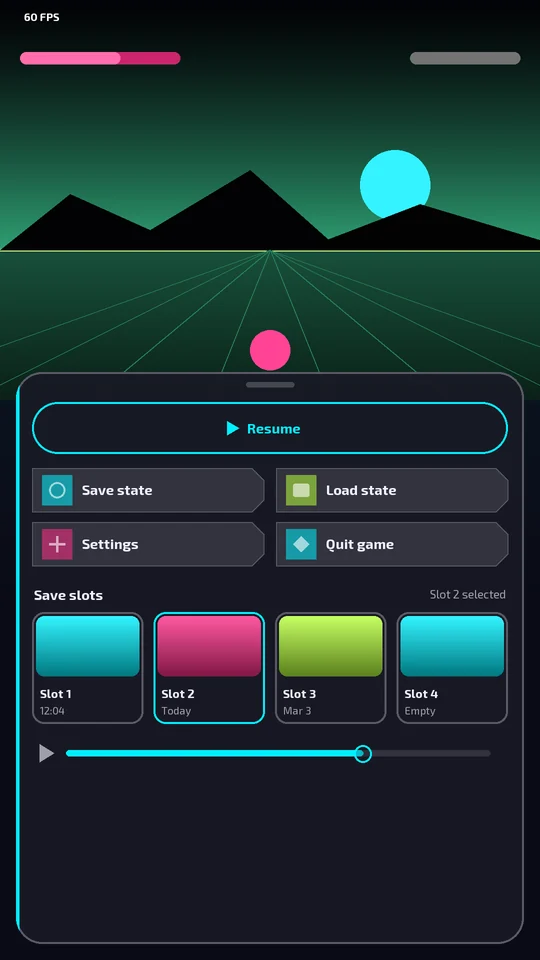 60 FPS
Resume
Save state
Load state
Settings
Quit game
Save slots
Slot 2 selected
Slot 1
12:04
Slot 2
Today
Slot 3
Mar 3
Slot 4
Empty